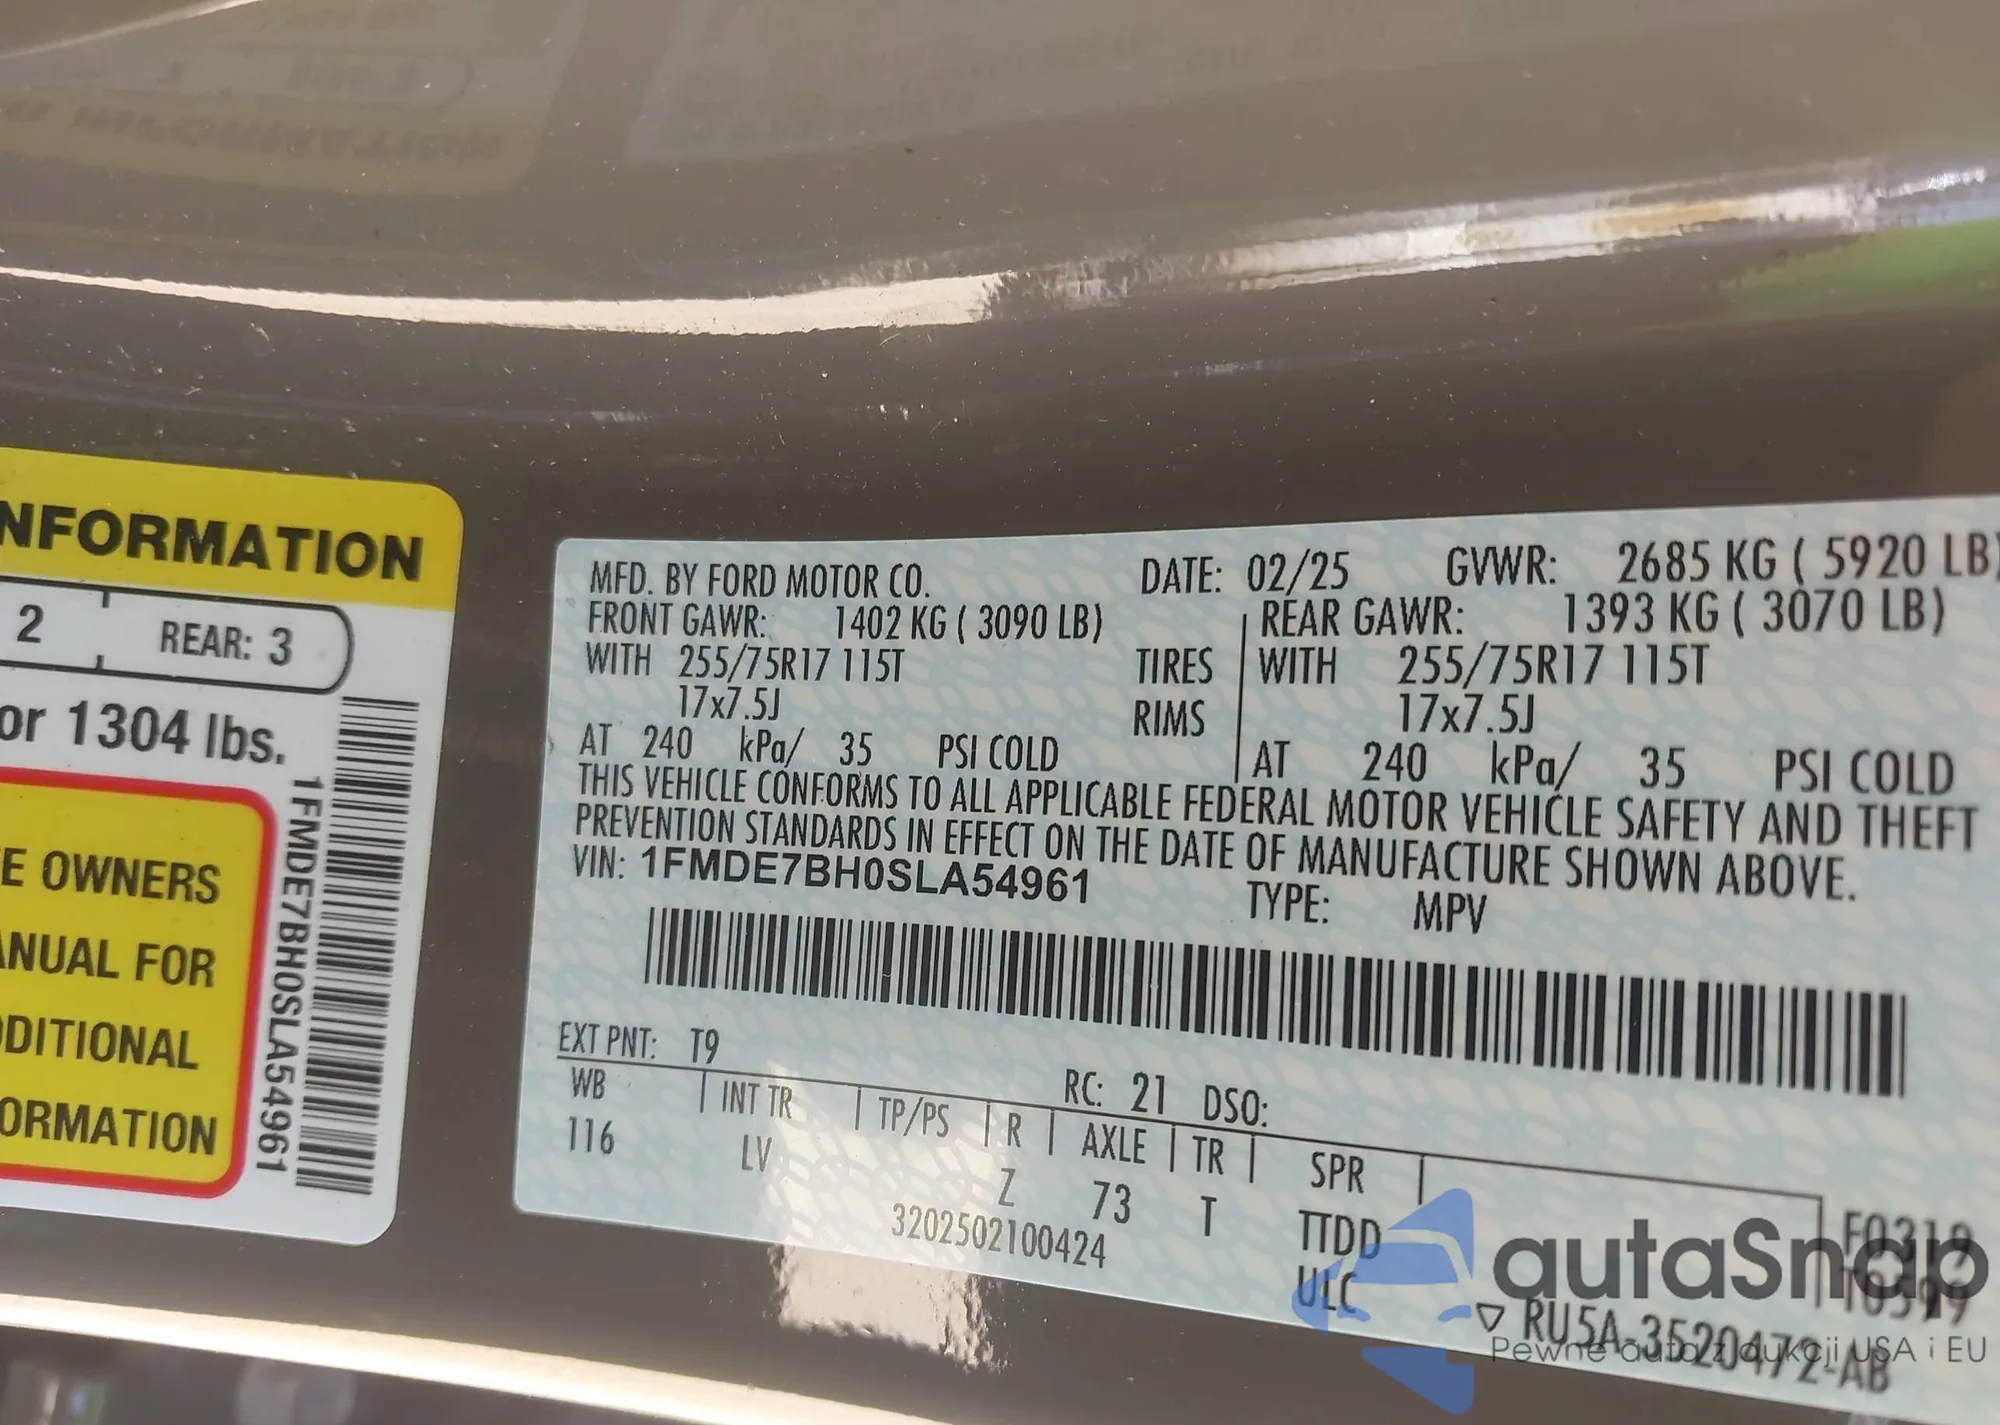 NFORMATION
2 REAR: 3
or 1304 lbs.
E OWNERS
ANUAL FOR
DDITIONAL
ORMATION
1FMDE7BH0SLA54961
MFD. BY FORD MOTOR CO. DATE: 02/25 GVWR: 2685 KG ( 5920 LB)
FRONT GAWR: 1402 KG ( 3090 LB) REAR GAWR: 1393 KG ( 3070 LB)
WITH 255/75R17 115T TIRES WITH 255/75R17 115T
17x7.5J RIMS 17x7.5J
AT 240 kPa/ 35 PSI COLD AT 240 kPa/ 35 PSI COLD
THIS VEHICLE CONFORMS TO ALL APPLICABLE FEDERAL MOTOR VEHICLE SAFETY AND THEFT
PREVENTION STANDARDS IN EFFECT ON THE DATE OF MANUFACTURE SHOWN ABOVE.
VIN: 1FMDE7BH0SLA54961 TYPE: MPV
EXT PNT: T9 RC: 21 DSO:
WB INT TR TP/PS R AXLE TR SPR
116 LV Z 73 T TTDD F0319
3202502100424 ULC T0599
RU5A-3520472-AB
autaSnap
Pewne auta z aukcji USA i EU